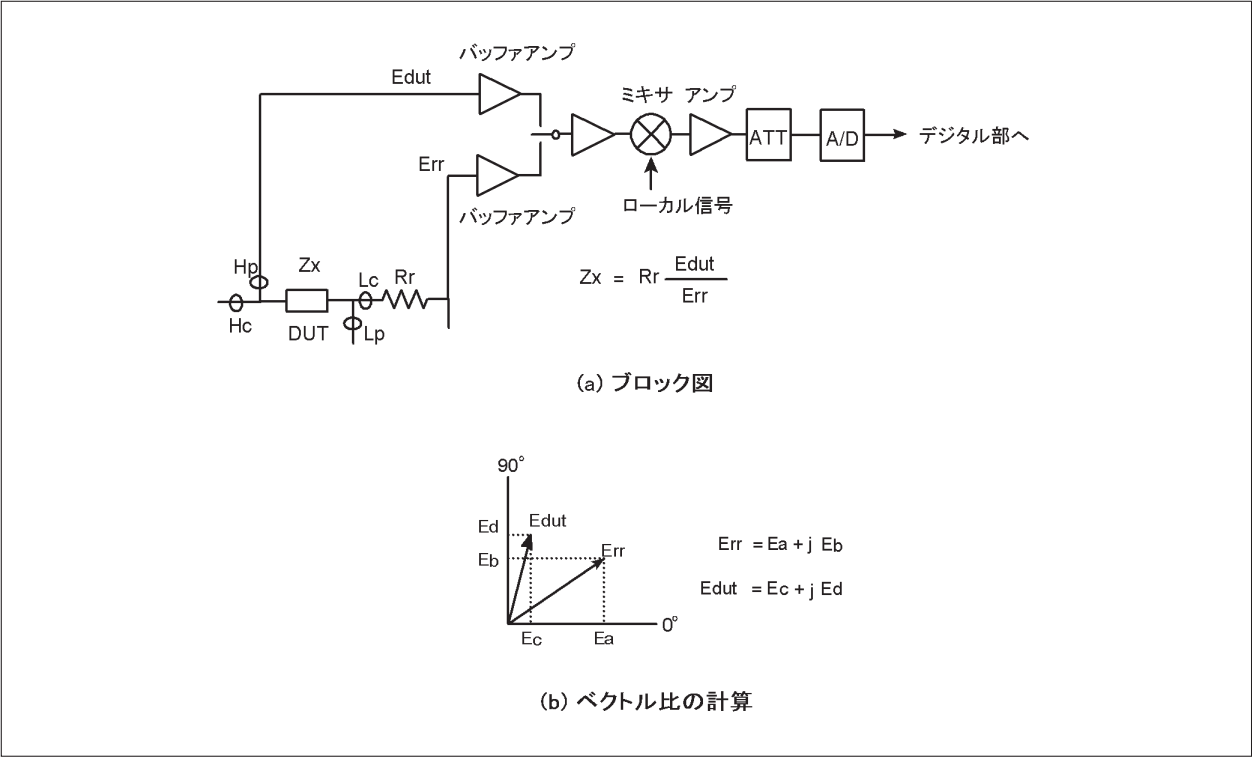 バッファアンプ
Edut
ミキサ アンプ
ATT
A/D
デジタル部へ
Err
バッファアンプ
ローカル信号
Hp
Zx
Lc
Rr
Hc
DUT
Lp
Zx = Rr Edut
Err
(a) ブロック図
90°
Ed
Edut
Eb
Err
Err = Ea + j Eb
Edut = Ec + j Ed
0°
Ec
Ea
(b) ベクトル比の計算